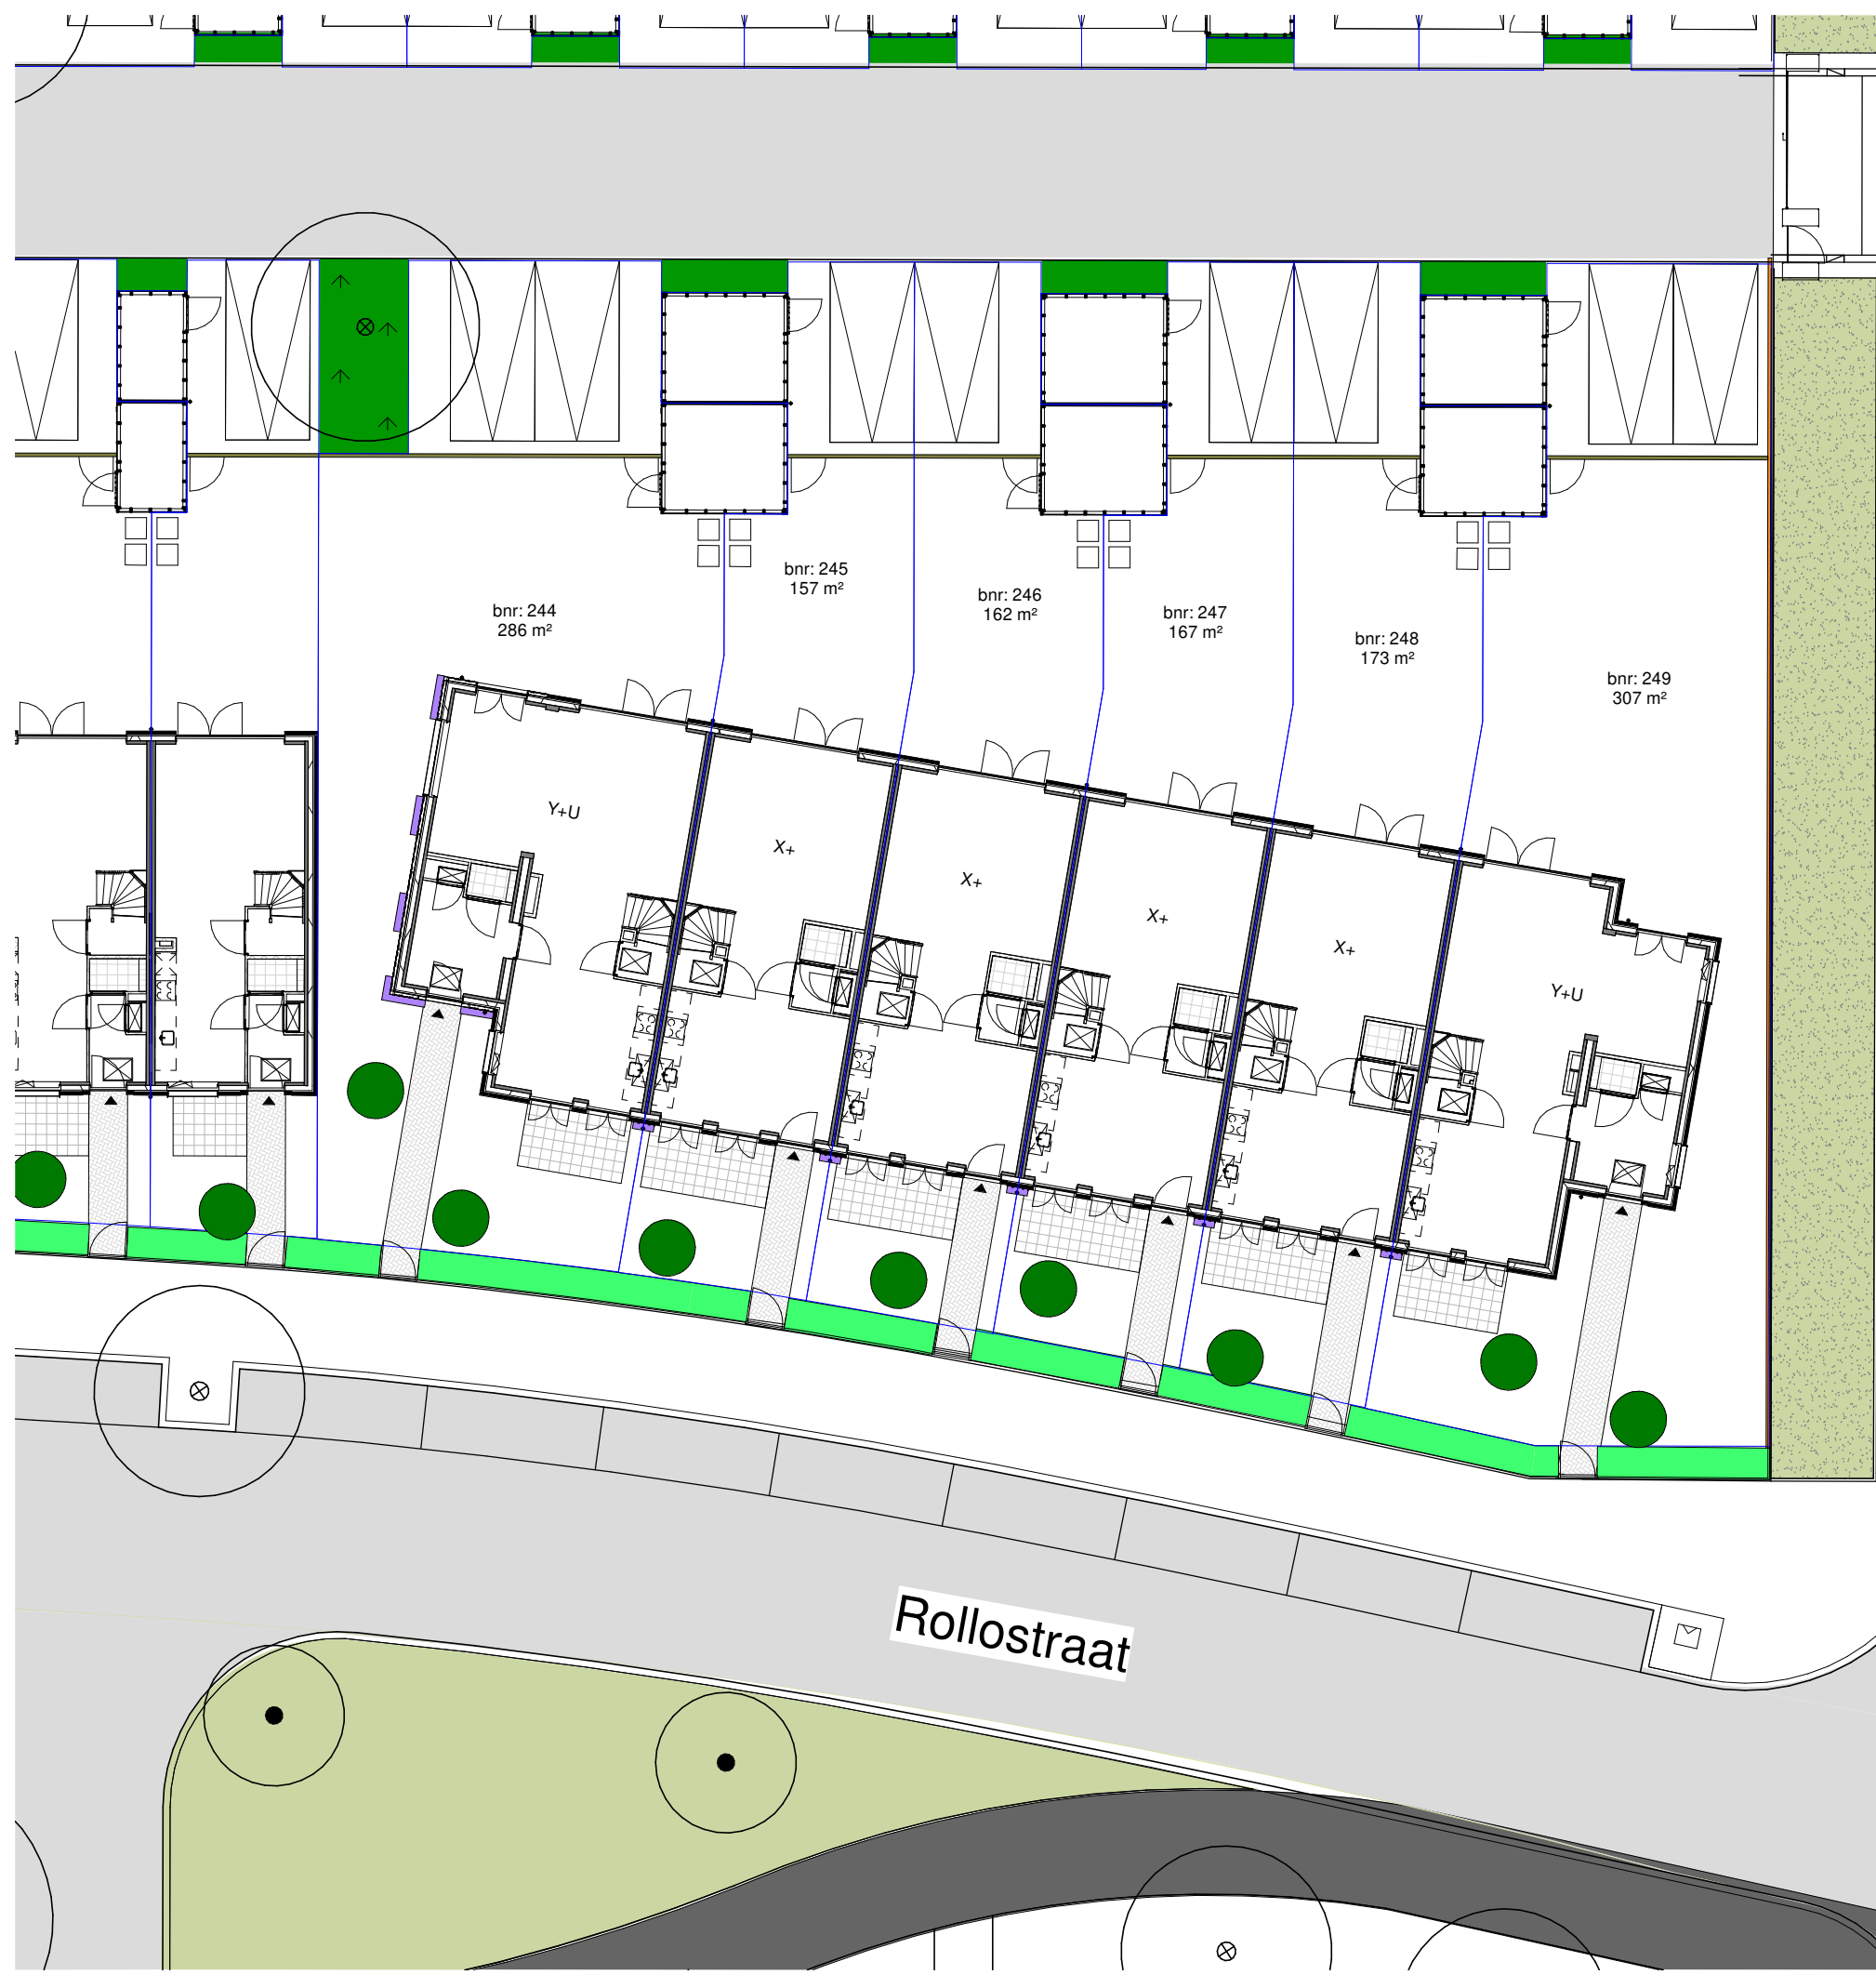 bnr: 244
286 m²
bnr: 245
157 m²
bnr: 246
162 m²
bnr: 247
167 m²
bnr: 248
173 m²
bnr: 249
307 m²
Y+U
X+
X+
X+
X+
Y+U
Rollostraat